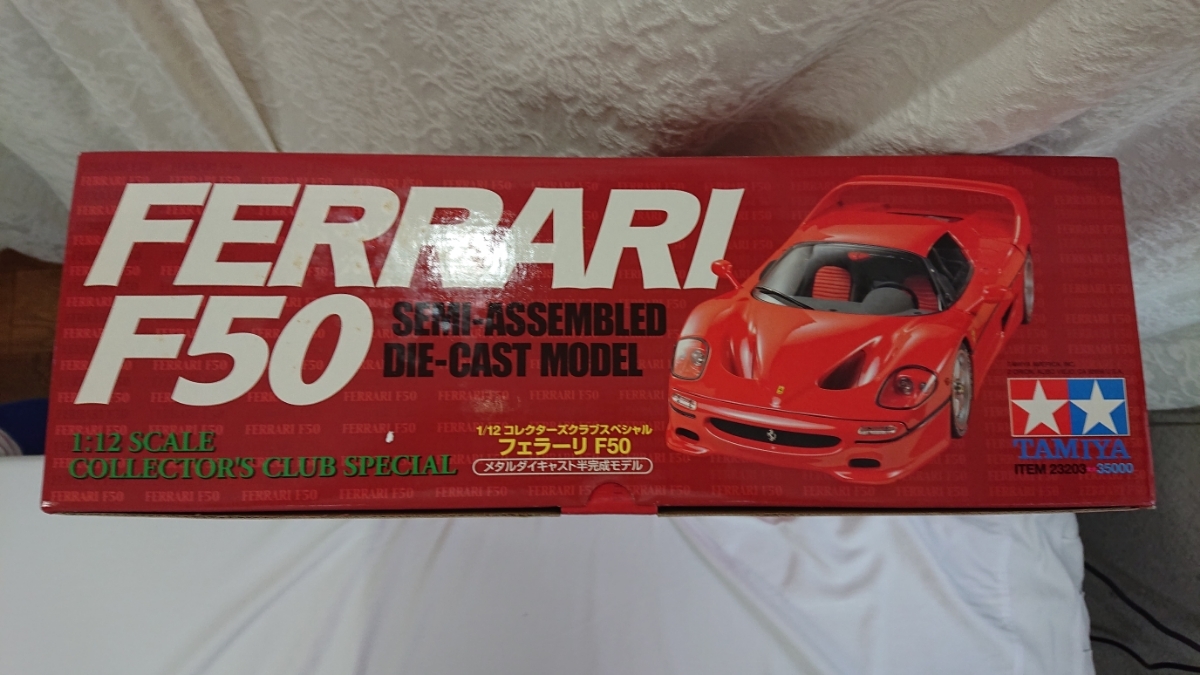 FERRARI
F50
SEMI-ASSEMBLED
DIE-CAST MODEL
1:12 SCALE
COLLECTOR'S CLUB SPECIAL
1/12 コレクターズクラブスペシャル
フェラーリ F50
メタルダイキャスト半完成モデル
TAMIYA
ITEM 23203 35000